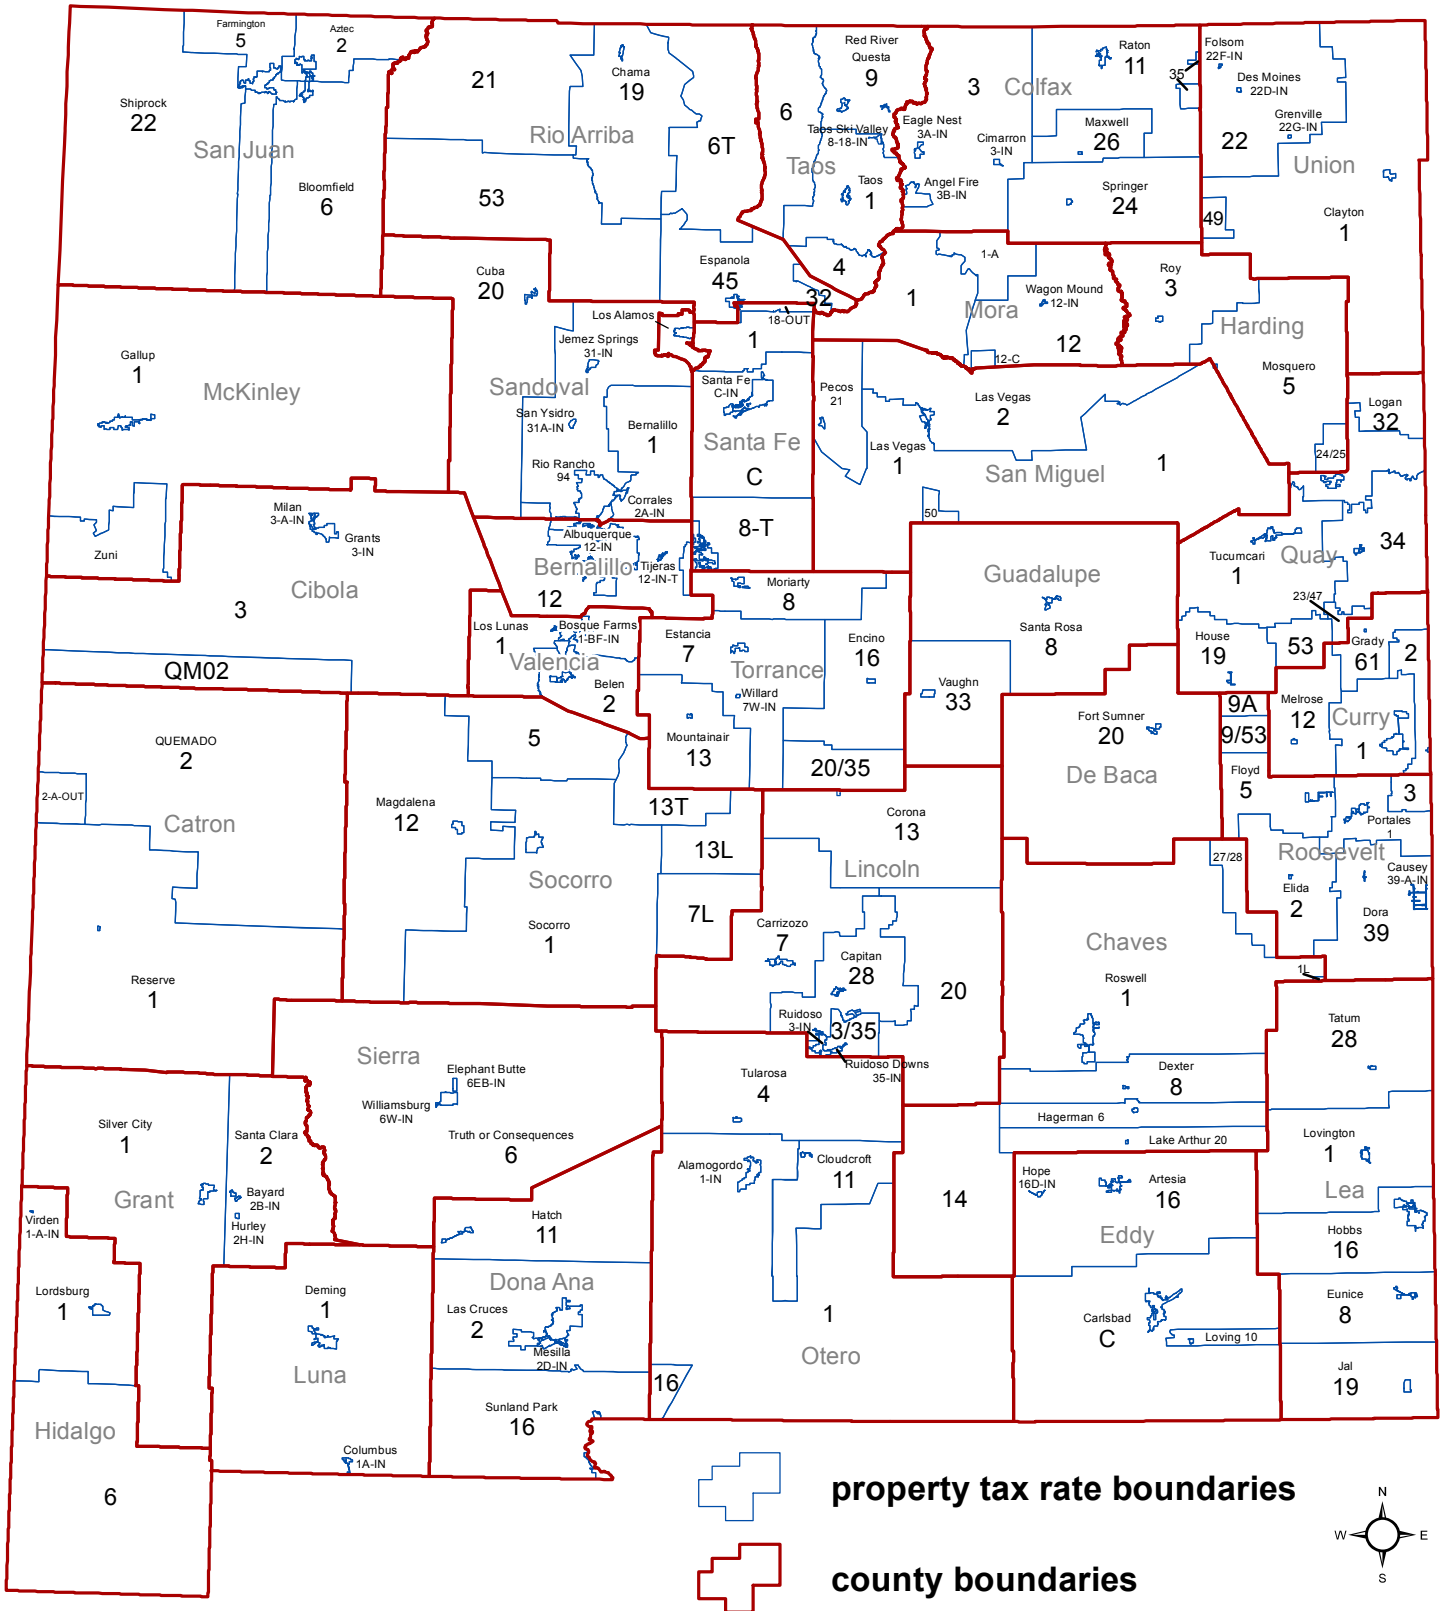 Farmington
5
Aztec
2
Shiprock
22
San Juan
Bloomfield
6
21
Chama
19
Rio Arriba
53
6T
Espanola
45
32
6
Red River
Questa
9
Taos Ski Valley
8-18-IN
Taos
Taos
1
4
3
Colfax
Raton
11
35
Eagle Nest
3A-IN
Cimarron
3-IN
Maxwell
26
Angel Fire
3B-IN
Springer
24
Folsom
22F-IN
Des Moines
22D-IN
Grenville
22G-IN
22
Union
Clayton
1
49
1-A
1
Mora
Wagon Mound
12-IN
12
12-C
Roy
3
Harding
Mosquero
5
24/25
Gallup
1
McKinley
Zuni
Cuba
20
Los Alamos
Jemez Springs
31-IN
Sandoval
San Ysidro
31A-IN
Bernalillo
1
Rio Rancho
94
Corrales
2A-IN
18-OUT
1
Santa Fe
C-IN
Santa Fe
C
8-T
Pecos
21
Las Vegas
2
Las Vegas
1
San Miguel
1
50
Logan
32
34
Tucumcari
1
Quay
23/47
House
19
53
Milan
3-A-IN
Grants
3-IN
Cibola
3
QM02
Albuquerque
12-IN
Bernalillo
Tijeras
12-IN-T
12
Los Lunas
1
Bosque Farms
1-BF-IN
Valencia
Belen
2
Moriarty
8
Estancia
7
Torrance
Willard
7W-IN
Encino
16
Mountainair
13
20/35
Guadalupe
Santa Rosa
8
Vaughn
33
Grady
61
2
Melrose
12
Curry
1
9A
9/53
Floyd
5
3
Portales
1
Roosevelt
Causey
39-A-IN
Elida
2
Dora
39
Fort Sumner
20
De Baca
QUEMADO
2
2-A-OUT
Catron
Reserve
1
Magdalena
12
5
13T
13L
Socorro
7L
Socorro
1
Corona
13
Lincoln
Carrizozo
7
Capitan
28
20
Ruidoso
3-IN
3/35
Ruidoso Downs
35-IN
27/28
Chaves
Roswell
1
1L
Dexter
8
Hagerman 6
Lake Arthur 20
Tatum
28
Lovington
1
Lea
Hobbs
16
Eunice
8
Jal
19
Sierra
Elephant Butte
6EB-IN
Williamsburg
6W-IN
Truth or Consequences
6
Tularosa
4
Alamogordo
1-IN
Cloudcroft
11
14
1
Otero
16
Hope
16D-IN
Artesia
16
Eddy
Carlsbad
C
Loving 10
Silver City
1
Santa Clara
2
Grant
Bayard
2B-IN
Hurley
2H-IN
Virden
1-A-IN
Lordsburg
1
Hidalgo
6
Deming
1
Luna
Columbus
1A-IN
Hatch
11
Dona Ana
Las Cruces
2
Mesilla
2D-IN
Sunland Park
16
property tax rate boundaries
county boundaries
N
W
E
S